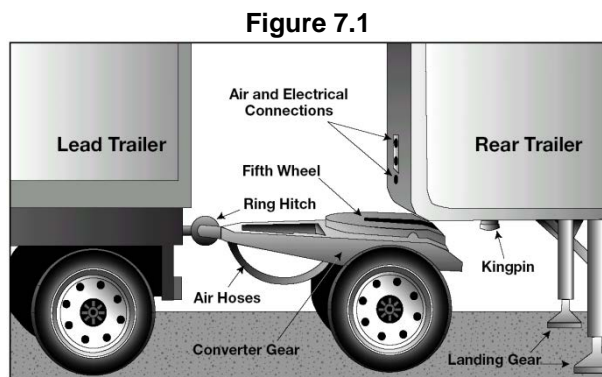 Figure 7.1
Air and Electrical
Connections
Lead Trailer
Rear Trailer
Fifth Wheel
Ring Hitch
Kingpin
Air Hoses
Converter Gear
Landing Gear